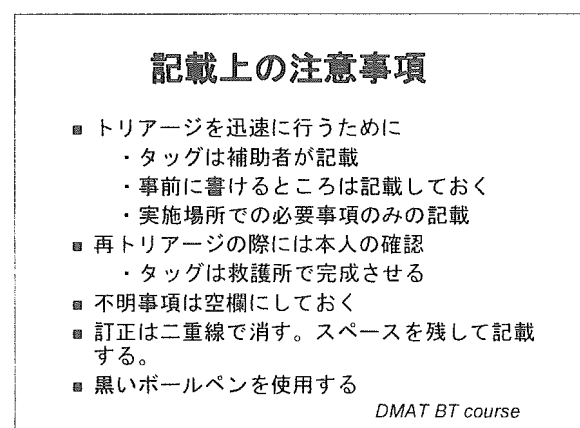 記載上の注意事項
■ トリアージを迅速に行うために
・タッグは補助者が記載
・事前に書けるところは記載しておく
・実施場所での必要事項のみの記載
■ 再トリアージの際には本人の確認
・タッグは救護所で完成させる
■ 不明事項は空欄にしておく
■ 訂正は二重線で消す。スペースを残して記載
する。
■ 黒いボールペンを使用する
DMAT BT course